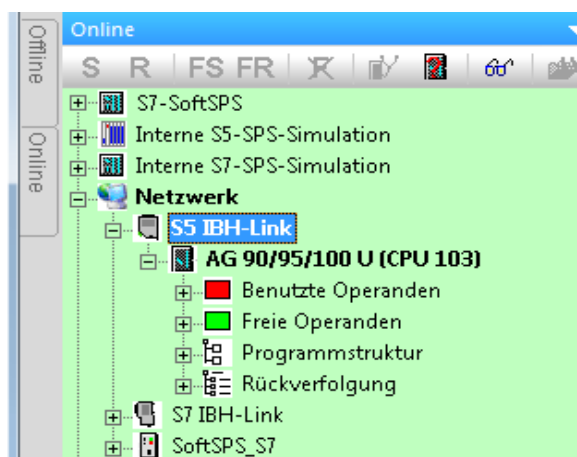 Offline
Online
Online
S R FS FR
S7-SoftSPS
Interne S5-SPS-Simulation
Interne S7-SPS-Simulation
Netzwerk
S5 IBH-Link
AG 90/95/100 U (CPU 103)
Benutzte Operanden
Freie Operanden
Programmstruktur
Rückverfolgung
S7 IBH-Link
SoftSPS_S7